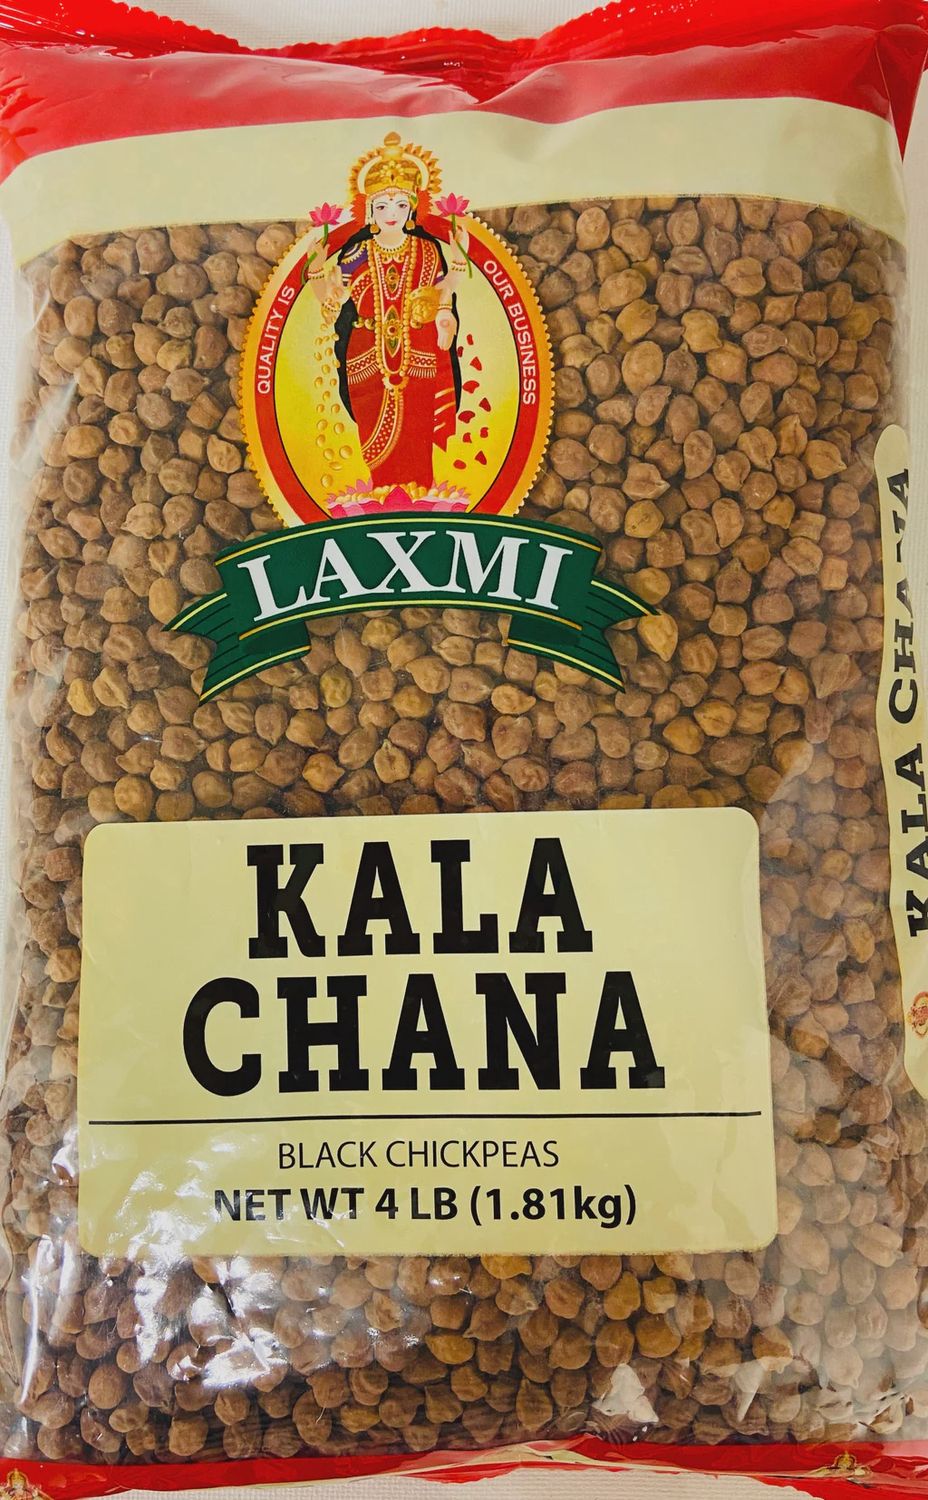 QUALITY IS
OUR BUSINESS
LAXMI
KALA
CHANA
BLACK CHICKPEAS
NET WT 4 LB (1.81kg)
KALA CHANA